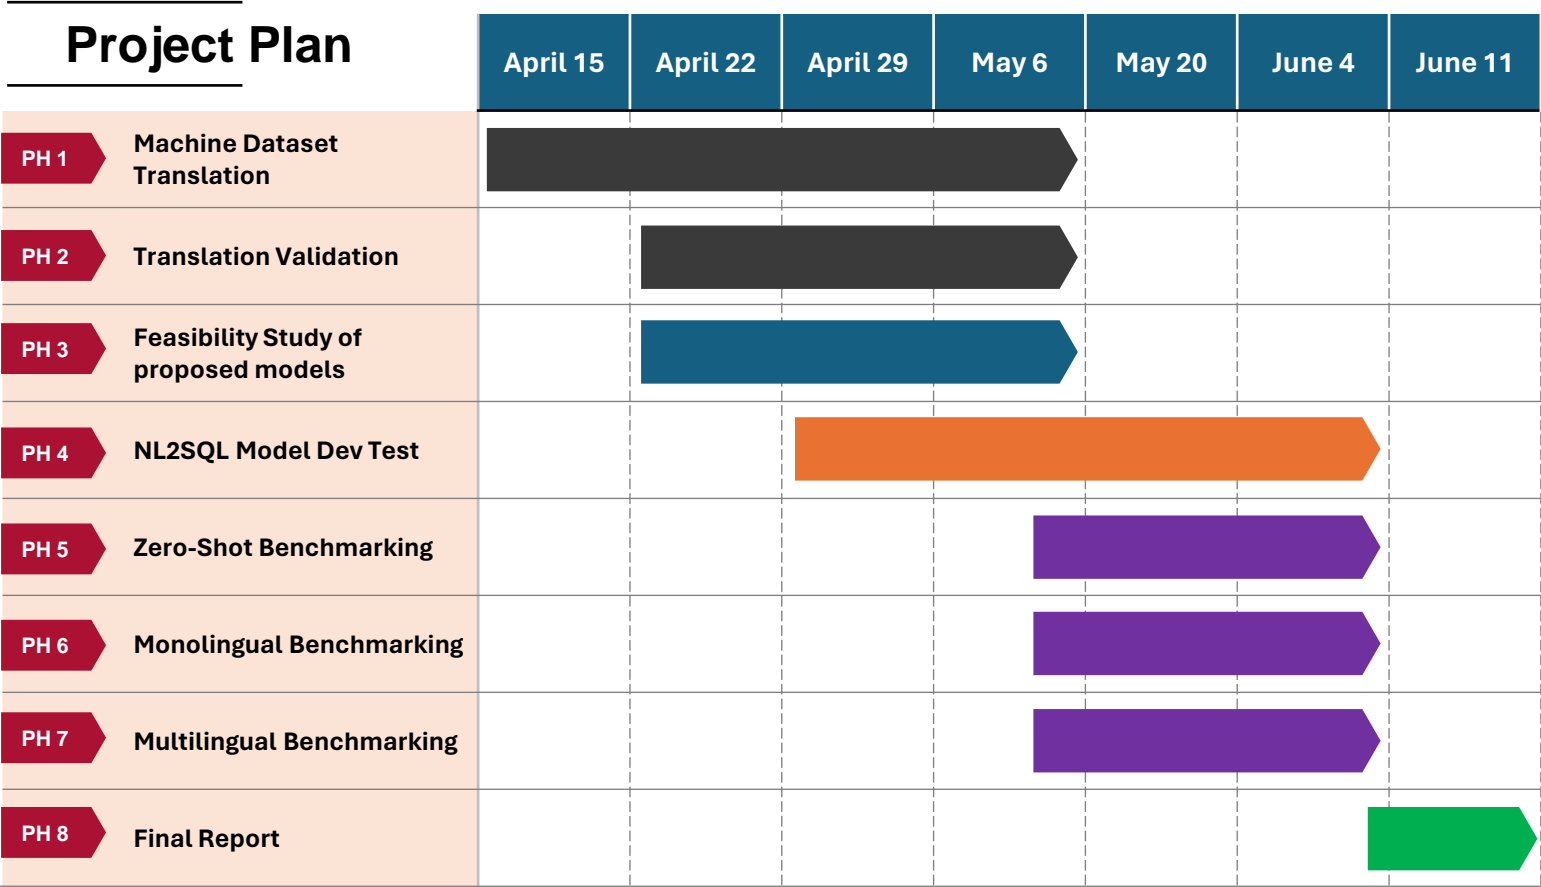 Project Plan
April 15
April 22
April 29
May 6
May 20
June 4
June 11
PH 1
Machine Dataset
Translation
PH 2
Translation Validation
PH 3
Feasibility Study of
proposed models
PH 4
NL2SQL Model Dev Test
PH 5
Zero-Shot Benchmarking
PH 6
Monolingual Benchmarking
PH 7
Multilingual Benchmarking
PH 8
Final Report